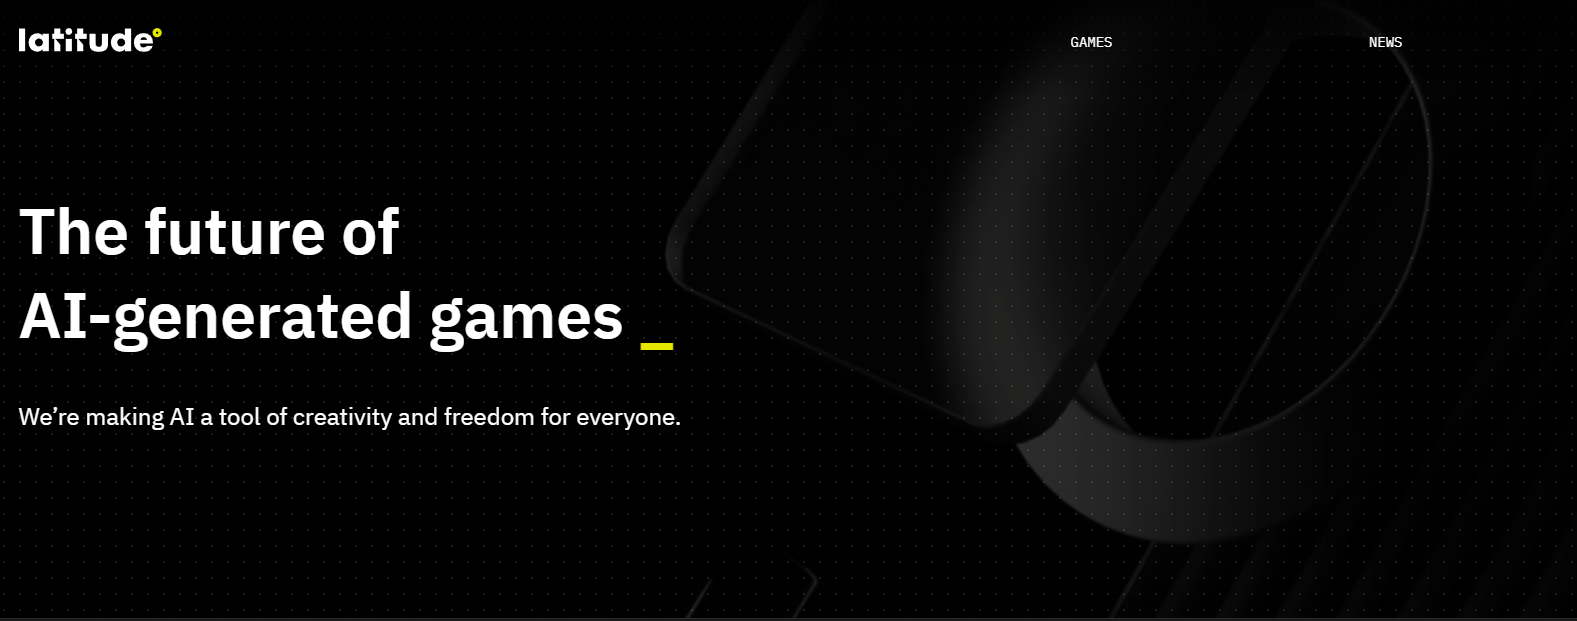 latitude
GAMES
NEWS
The future of
AI-generated games _
We’re making AI a tool of creativity and freedom for everyone.